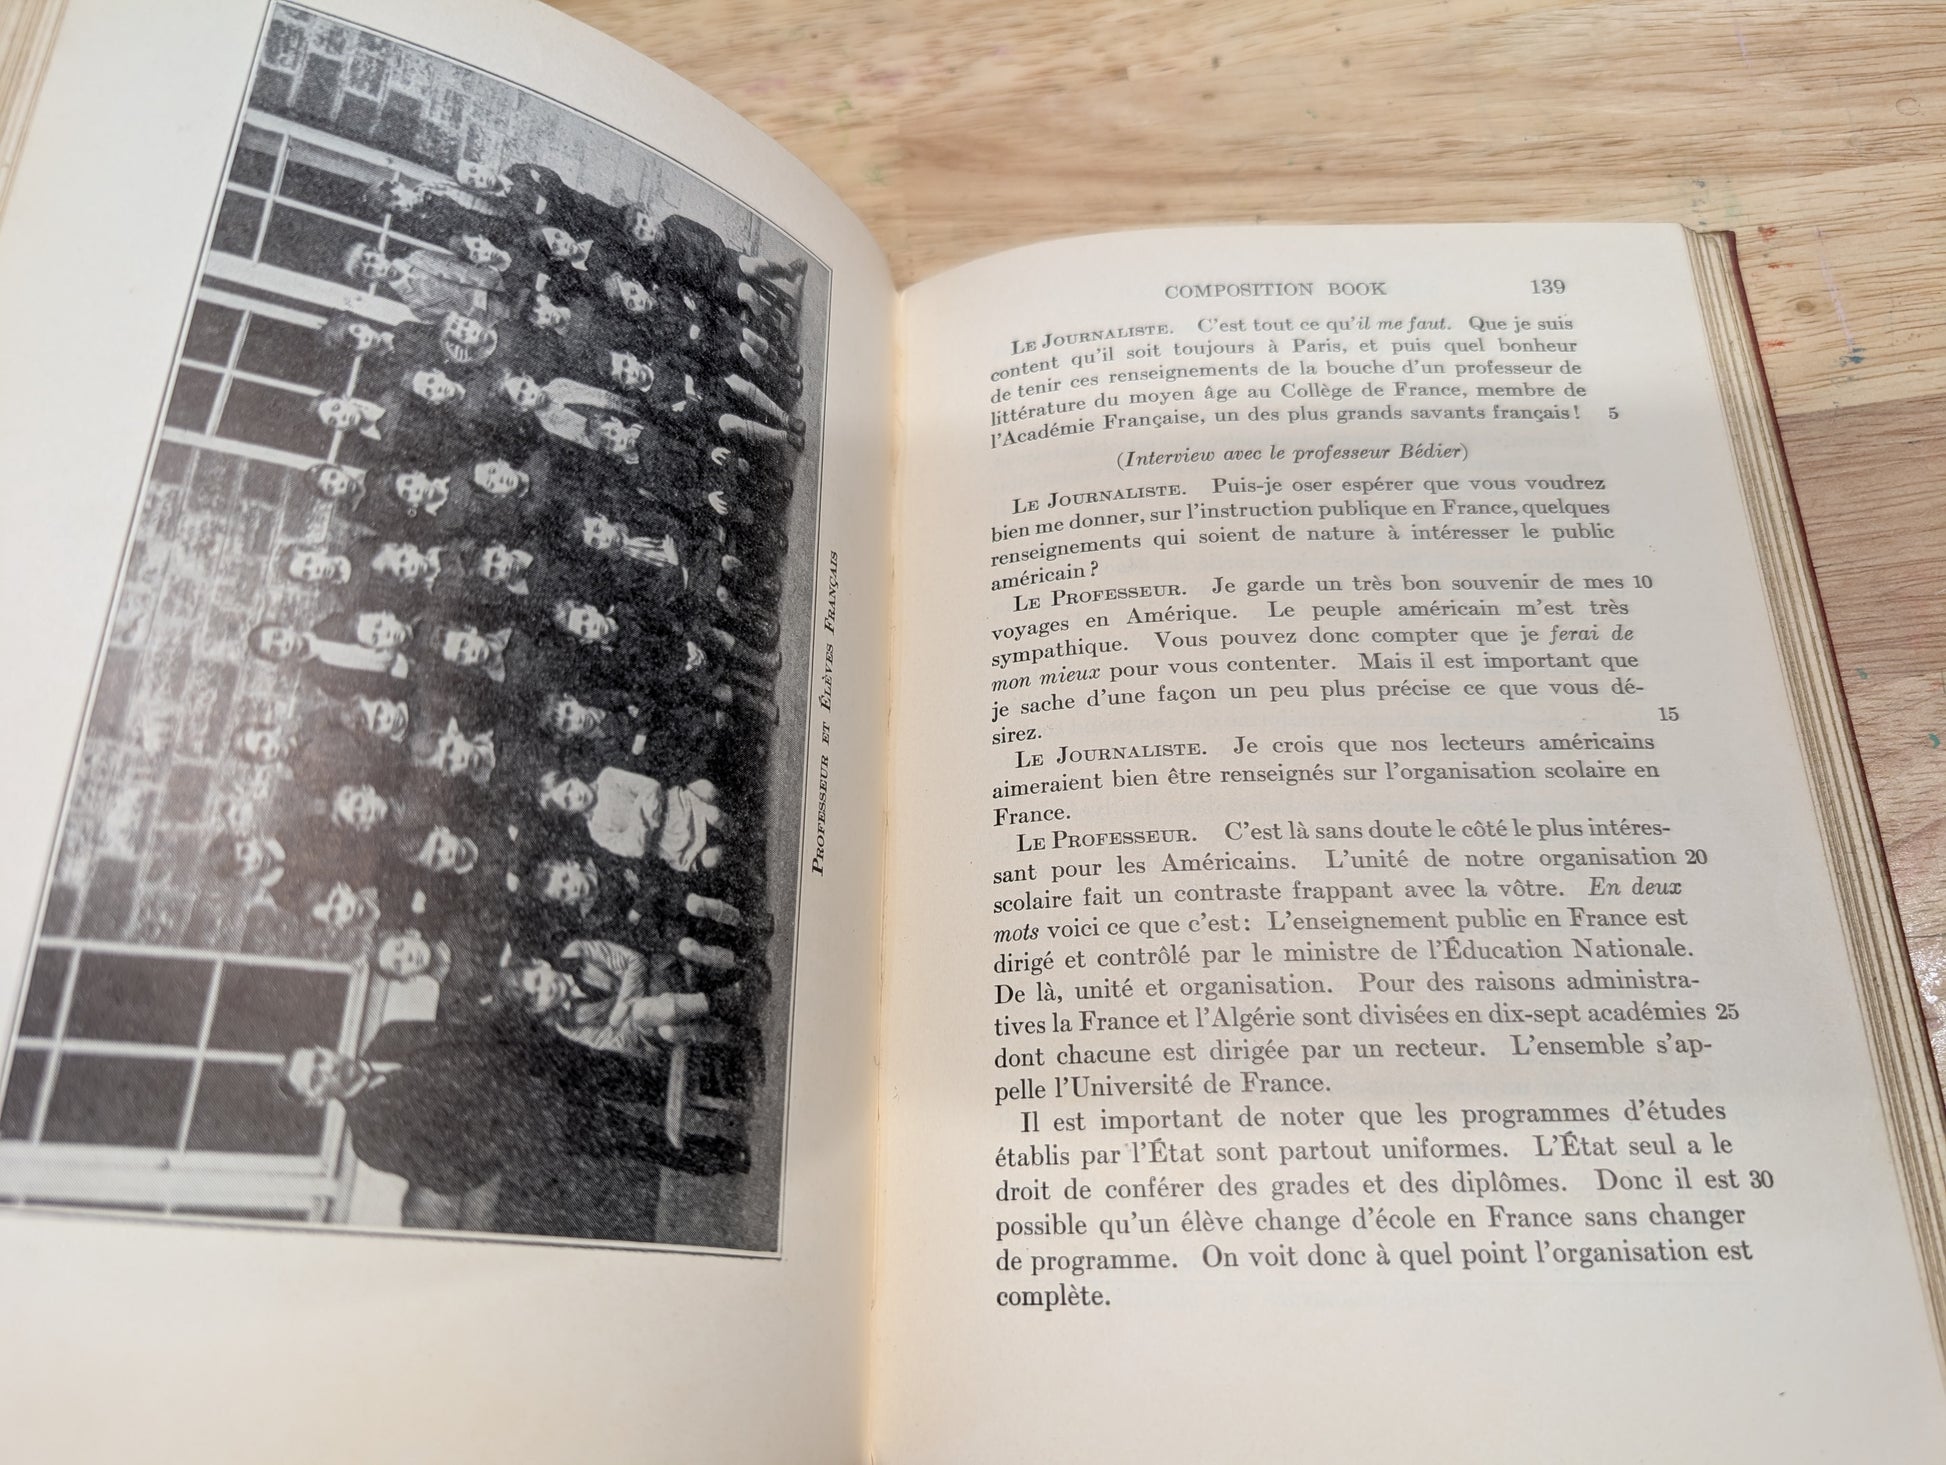 PROFESSEUR ET ÉLÈVES FRANÇAIS
COMPOSITION BOOK 139
LE JOURNALISTE. C'est tout ce qu'il me faut. Que je suis
content qu'il soit toujours à Paris, et puis quel bonheur
de tenir ces renseignements de la bouche d'un professeur de
littérature du moyen âge au Collège de France, membre de
l'Académie Française, un des plus grands savants français! 5
(Interview avec le professeur Bédier)
LE JOURNALISTE. Puis-je oser espérer que vous voudrez
bien me donner, sur l'instruction publique en France, quelques
renseignements qui soient de nature à intéresser le public
américain?
LE PROFESSEUR. Je garde un très bon souvenir de mes 10
voyages en Amérique. Le peuple américain m'est très
sympathique. Vous pouvez donc compter que je ferai de
mon mieux pour vous contenter. Mais il est important que
je sache d'une façon un peu plus précise ce que vous dé-
sirez. 15
LE JOURNALISTE. Je crois que nos lecteurs américains
aimeraient bien être renseignés sur l'organisation scolaire en
France.
LE PROFESSEUR. C'est là sans doute le côté le plus intéres-
sant pour les Américains. L'unité de notre organisation 20
scolaire fait un contraste frappant avec la vôtre. En deux
mots voici ce que c'est: L'enseignement public en France est
dirigé et contrôlé par le ministre de l'Éducation Nationale.
De là, unité et organisation. Pour des raisons administra-
tives la France et l'Algérie sont divisées en dix-sept académies 25
dont chacune est dirigée par un recteur. L'ensemble s'ap-
pelle l'Université de France.
Il est important de noter que les programmes d'études
établis par l'État sont partout uniformes. L'État seul a le
droit de conférer des grades et des diplômes. Donc il est 30
possible qu'un élève change d'école en France sans changer
de programme. On voit donc à quel point l'organisation est
complète.